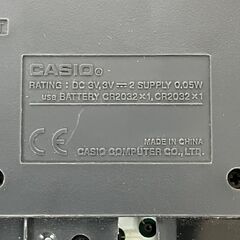 CASIO®
RATING : DC 3V,3V⎓2 SUPPLY 0.05W
use BATTERY CR2032×1,CR2032×1
CE
MADE IN CHINA
CASIO COMPUTER CO.,LTD.